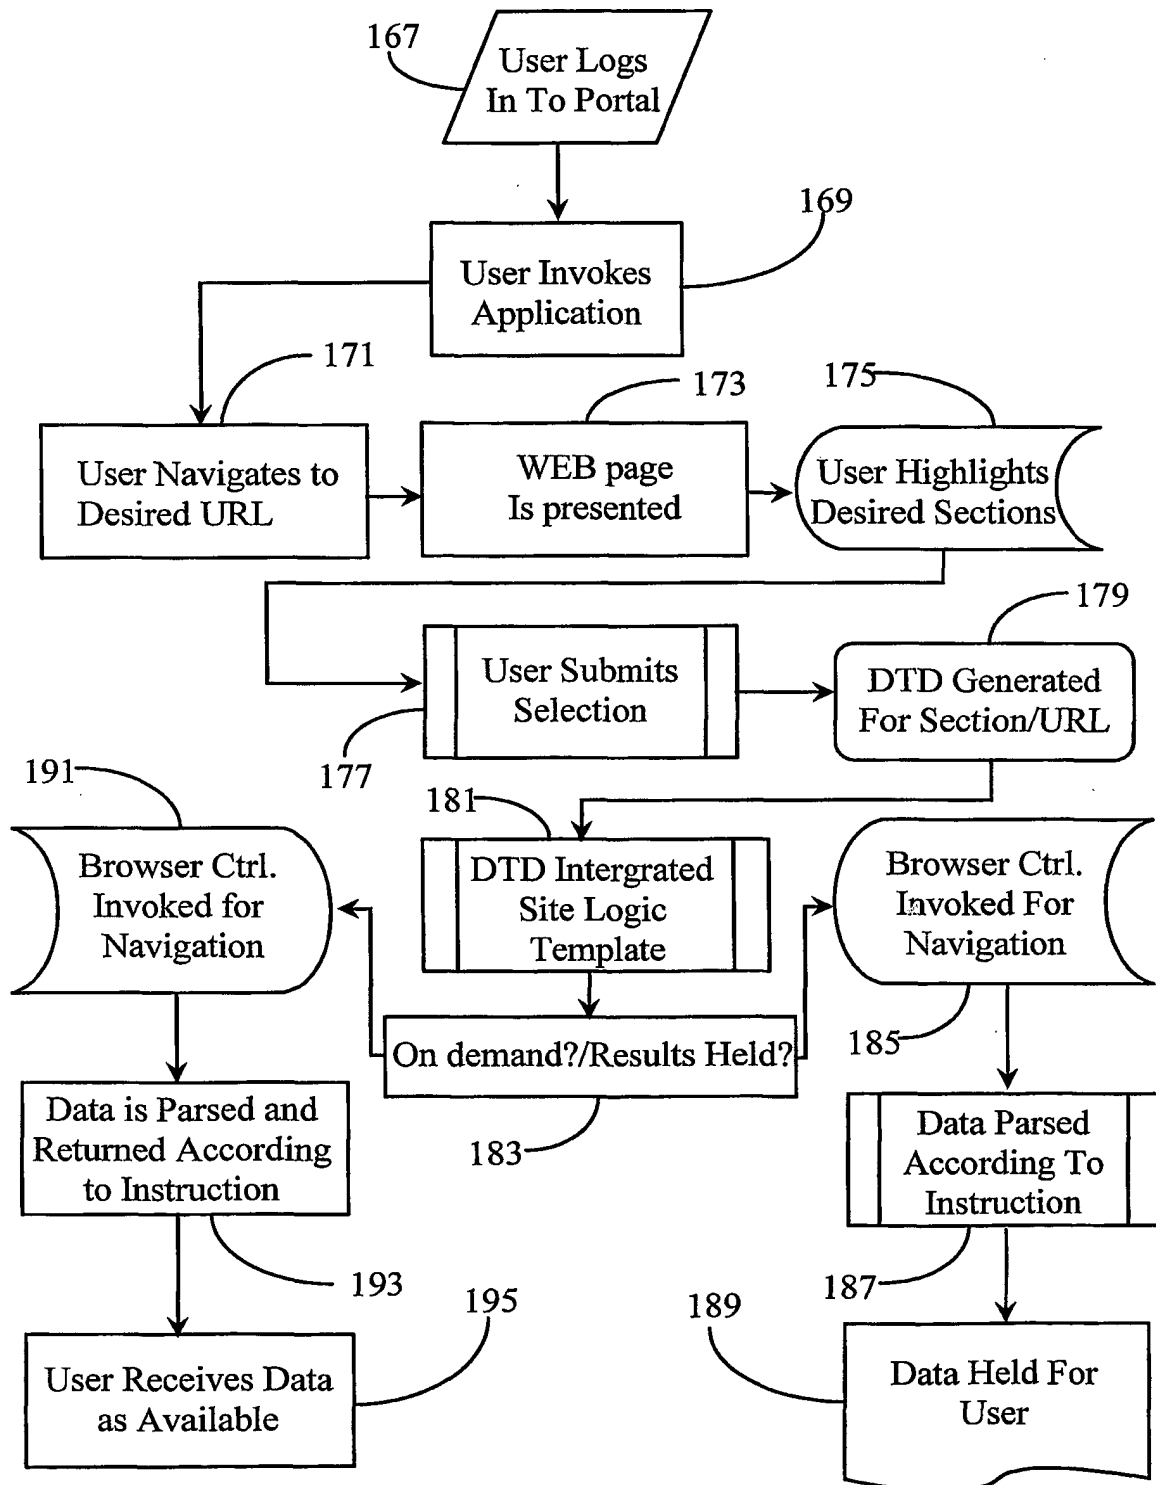 167
User Logs
In To Portal
169
User Invokes
Application
171
173
175
User Navigates to
Desired URL
WEB page
Is presented
User Highlights
Desired Sections
179
User Submits
Selection
DTD Generated
For Section/URL
177
191
181
Browser Ctrl.
Invoked for
Navigation
DTD Intergrated
Site Logic
Template
Browser Ctrl.
Invoked For
Navigation
185
On demand?/Results Held?
183
Data is Parsed and
Returned According
to Instruction
Data Parsed
According To
Instruction
193
187
195
189
User Receives Data
as Available
Data Held For
User